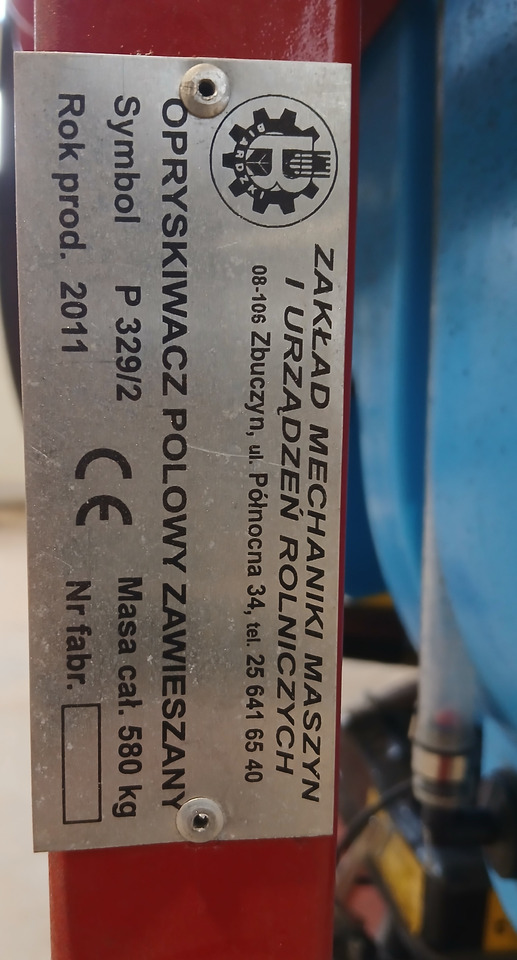 BIARDZKI
B
ZAKŁAD MECHANIKI MASZYN
I URZĄDZEŃ ROLNICZYCH
08-106 Zbuczyn, ul. Północna 34, tel. 25 641 65 40
OPRYSKIWACZ POLOWY ZAWIESZANY
Symbol P 329/2 Masa cał. 580 kg
Rok prod. 2011 CE Nr fabr.